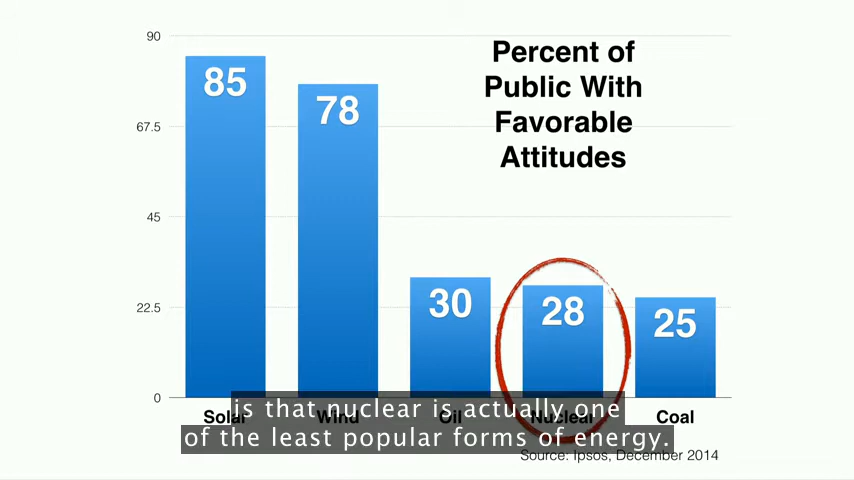 90
Percent of
Public With
Favorable
Attitudes
85
78
67.5
45
30
28
25
22.5
0
Solar Wind Oil Nuclear Coal
is that nuclear is actually one
of the least popular forms of energy.
Source: Ipsos, December 2014